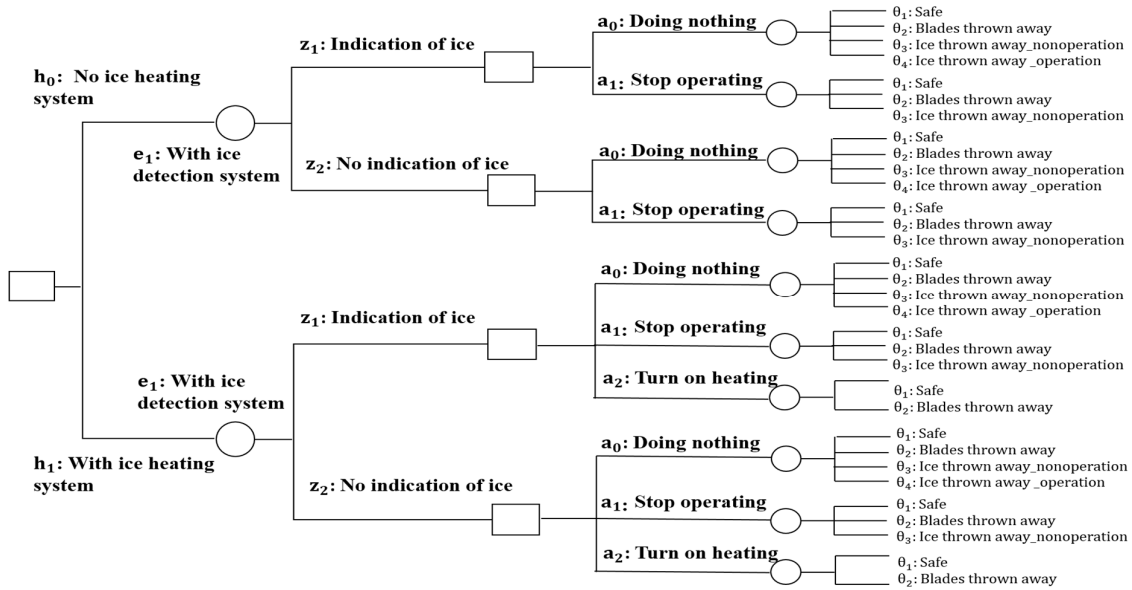 h₀: No ice heating
system
e₁: With ice
detection system
z₁: Indication of ice
a₀: Doing nothing
θ₁: Safe
θ₂: Blades thrown away
θ₃: Ice thrown away_nonoperation
θ₄: Ice thrown away _operation
a₁: Stop operating
θ₁: Safe
θ₂: Blades thrown away
θ₃: Ice thrown away_nonoperation
z₂: No indication of ice
a₀: Doing nothing
θ₁: Safe
θ₂: Blades thrown away
θ₃: Ice thrown away_nonoperation
θ₄: Ice thrown away _operation
a₁: Stop operating
θ₁: Safe
θ₂: Blades thrown away
θ₃: Ice thrown away_nonoperation
h₁: With ice heating
system
e₁: With ice
detection system
z₁: Indication of ice
a₀: Doing nothing
θ₁: Safe
θ₂: Blades thrown away
θ₃: Ice thrown away_nonoperation
θ₄: Ice thrown away _operation
a₁: Stop operating
θ₁: Safe
θ₂: Blades thrown away
θ₃: Ice thrown away_nonoperation
a₂: Turn on heating
θ₁: Safe
θ₂: Blades thrown away
z₂: No indication of ice
a₀: Doing nothing
θ₁: Safe
θ₂: Blades thrown away
θ₃: Ice thrown away_nonoperation
θ₄: Ice thrown away _operation
a₁: Stop operating
θ₁: Safe
θ₂: Blades thrown away
θ₃: Ice thrown away_nonoperation
a₂: Turn on heating
θ₁: Safe
θ₂: Blades thrown away